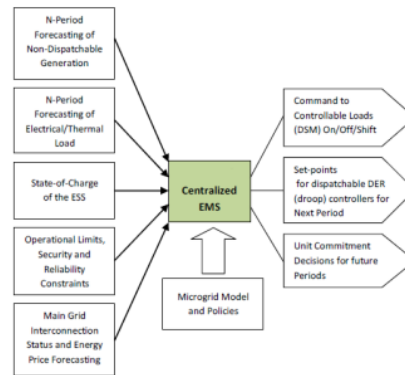 N-Period
Forecasting of
Non-Dispatchable
Generation
N-Period
Forecasting of
Electrical/Thermal
Load
State-of-Charge
of the ESS
Operational Limits,
Security and
Reliability
Constraints
Main Grid
Interconnection
Status and Energy
Price Forecasting
Centralized
EMS
Microgrid Model
and Policies
Command to
Controllable Loads
(DSM) On/Off/Shift
Set-points
for dispatchable DER
(droop) controllers for
Next Period
Unit Commitment
Decisions for future
Periods